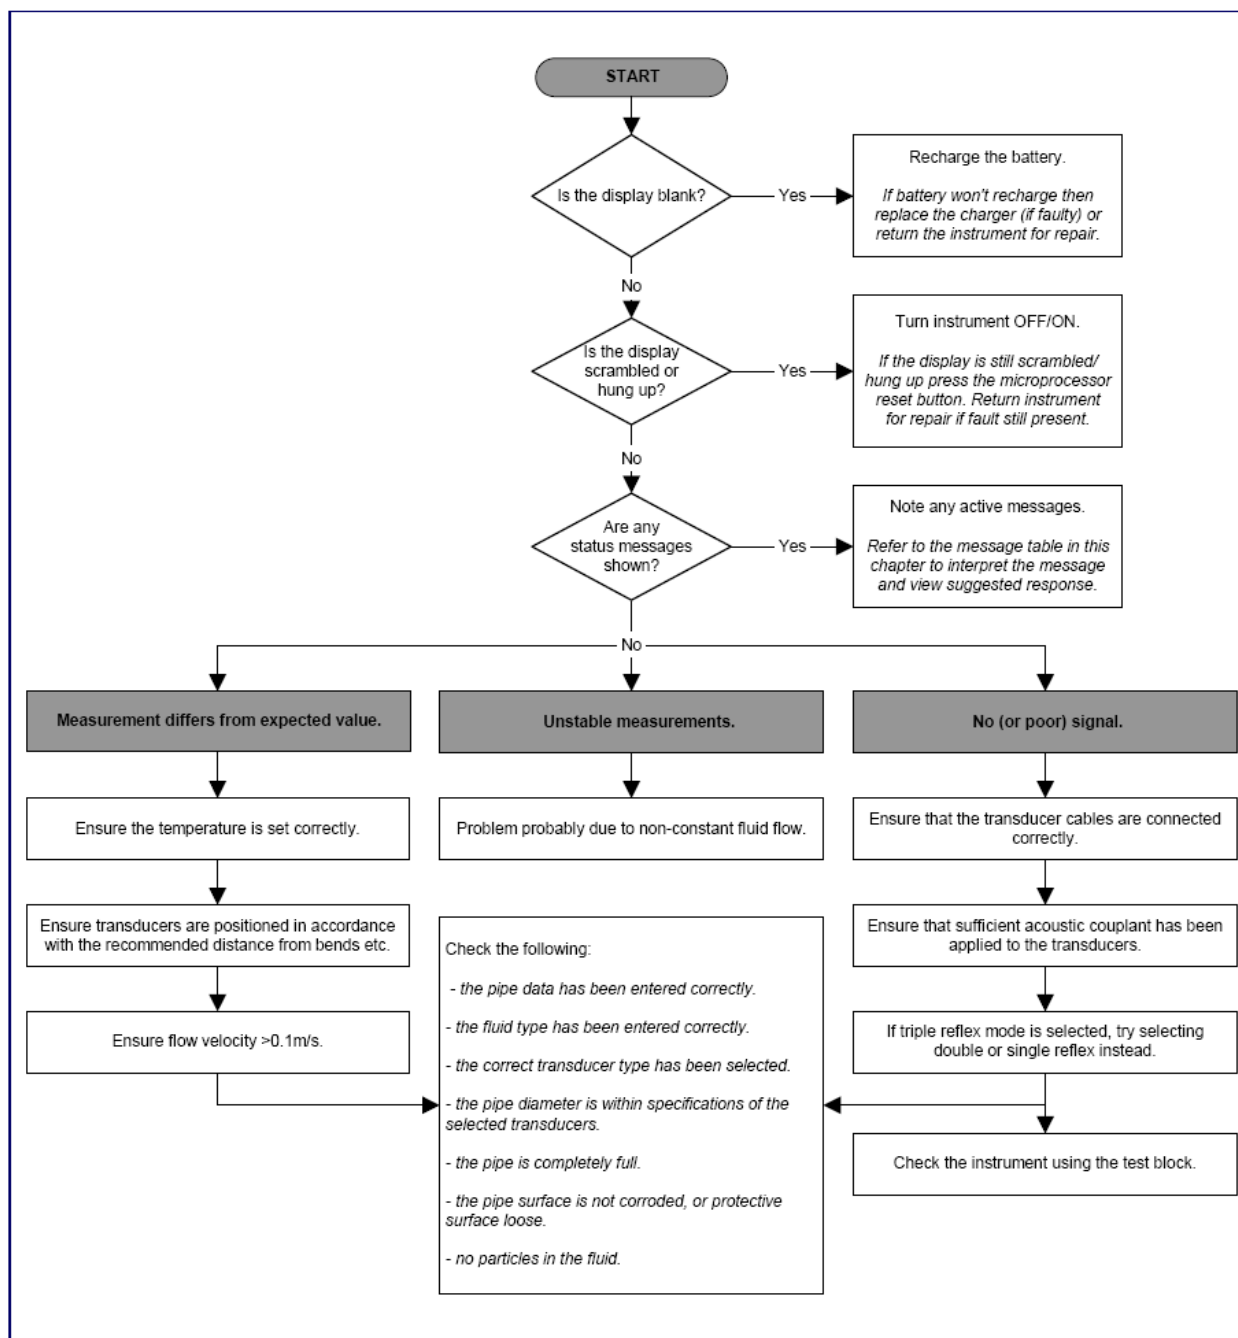 START
Is the display blank?
Yes
Recharge the battery.
If battery won't recharge then
replace the charger (if faulty) or
return the instrument for repair.
No
Is the display
scrambled or
hung up?
Yes
Turn instrument OFF/ON.
If the display is still scrambled/
hung up press the microprocessor
reset button. Return instrument
for repair if fault still present.
No
Are any
status messages
shown?
Yes
Note any active messages.
Refer to the message table in this
chapter to interpret the message
and view suggested response.
No
Measurement differs from expected value.
Unstable measurements.
No (or poor) signal.
Ensure the temperature is set correctly.
Problem probably due to non-constant fluid flow.
Ensure that the transducer cables are connected
correctly.
Ensure transducers are positioned in accordance
with the recommended distance from bends etc.
Ensure that sufficient acoustic couplant has been
applied to the transducers.
Ensure flow velocity >0.1m/s.
If triple reflex mode is selected, try selecting
double or single reflex instead.
Check the following:
- the pipe data has been entered correctly.
- the fluid type has been entered correctly.
- the correct transducer type has been selected.
- the pipe diameter is within specifications of the
selected transducers.
- the pipe is completely full.
- the pipe surface is not corroded, or protective
surface loose.
- no particles in the fluid.
Check the instrument using the test block.